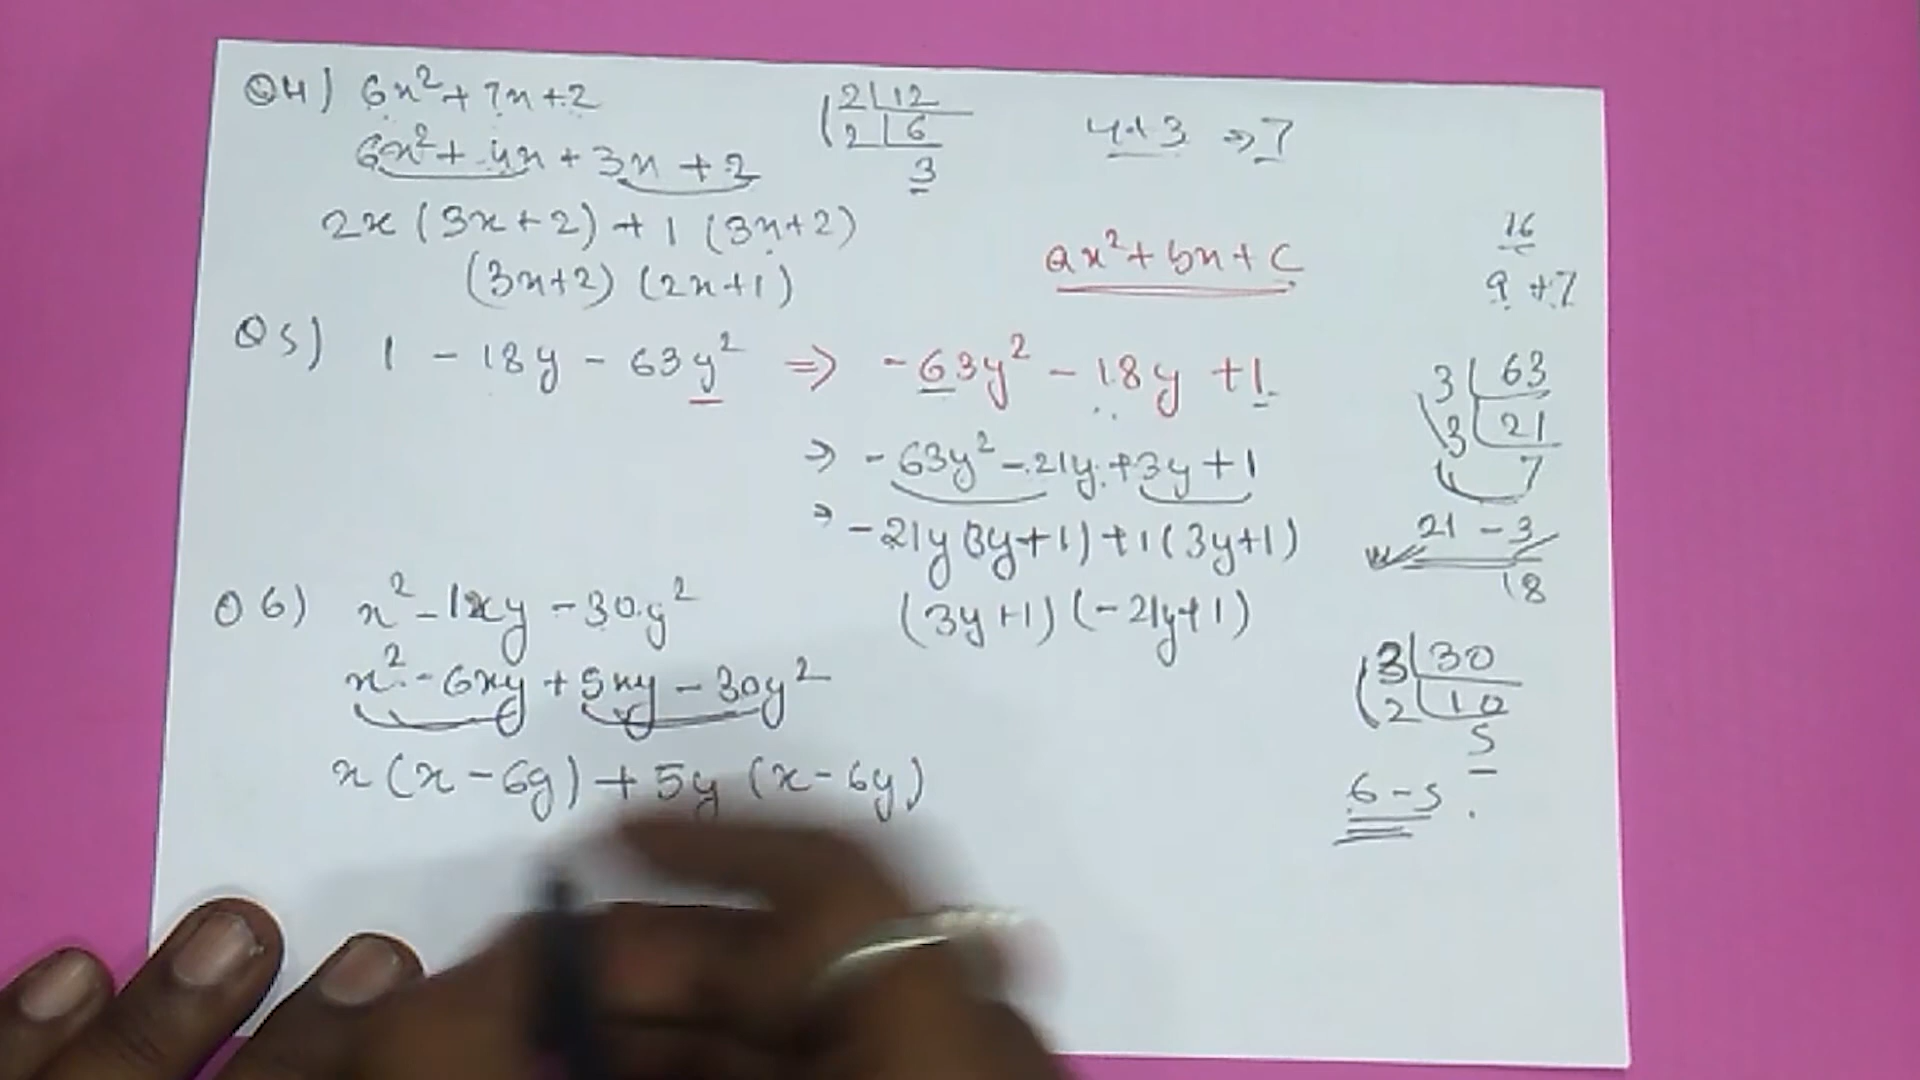 Q4) 6x² + 7x + 2
6x² + 4x + 3x + 2
2x (3x + 2) + 1 (3x+2)
(3x+2) (2x+1)
2 12
2 6
3
4+3 ⇒ 7
ax² + bx + c
16
9 +7
Q5) 1 - 18y - 63y² ⇒ -63y² - 18y + 1
⇒ -63y² - 21y + 3y + 1
⇒ -21y (3y+1) + 1 (3y+1)
(3y+1) (-21y+1)
3 63
3 21
7
21 - 3
18
Q6) x² - 1xy - 30y²
x² - 6xy + 5xy - 30y²
x (x - 6y) + 5y (x - 6y)
3 30
2 10
5
6 - 5